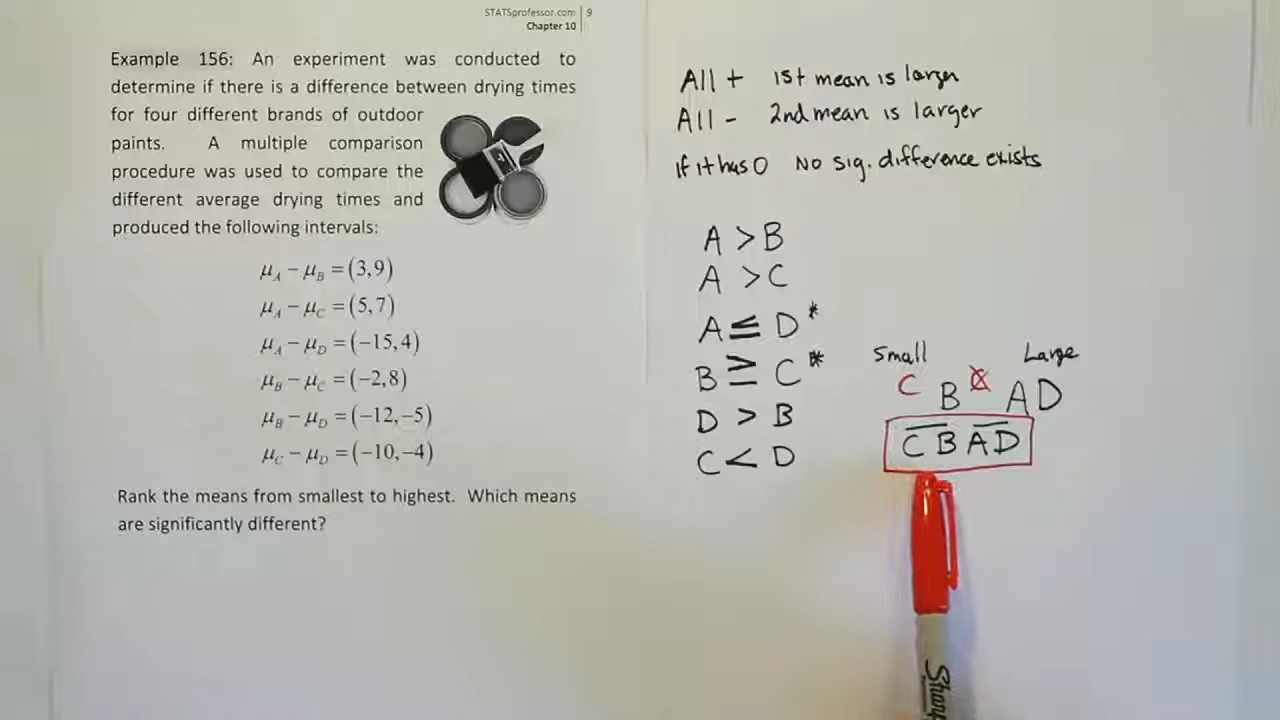 STATSprofessor.com 9
Chapter 10
Example 156: An experiment was conducted to
determine if there is a difference between drying times
for four different brands of outdoor
paints. A multiple comparison
procedure was used to compare the
different average drying times and
produced the following intervals:
μA − μB = (3,9)
μA − μC = (5,7)
μA − μD = (−15,4)
μB − μC = (−2,8)
μB − μD = (−12,−5)
μC − μD = (−10,−4)
Rank the means from smallest to highest. Which means
are significantly different?
All + 1st mean is larger
All - 2nd mean is larger
If it has 0 No sig. difference exists
A > B
A > C
A ≤ D*
B ≥ C*
D > B
C < D
Small Large
C B A D
C B A D
Sharp